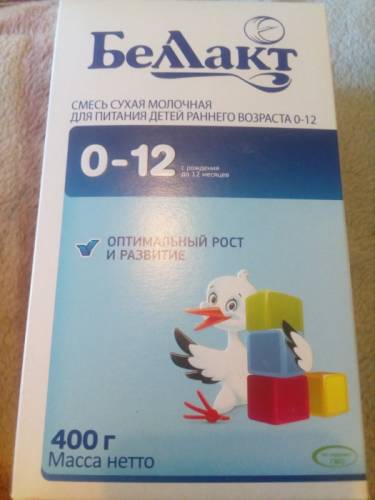 Беллакт
СМЕСЬ СУХАЯ МОЛОЧНАЯ
ДЛЯ ПИТАНИЯ ДЕТЕЙ РАННЕГО ВОЗРАСТА 0-12
0-12
с рождения
до 12 месяцев
ОПТИМАЛЬНЫЙ РОСТ
И РАЗВИТИЕ
400 г
Масса нетто